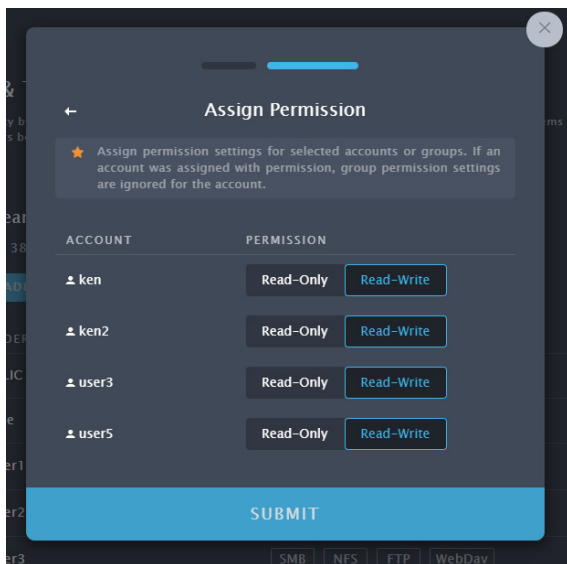 Assign Permission
Assign permission settings for selected accounts or groups. If an
account was assigned with permission, group permission settings
are ignored for the account.
ACCOUNT PERMISSION
ken Read-Only Read-Write
ken2 Read-Only Read-Write
user3 Read-Only Read-Write
user5 Read-Only Read-Write
SUBMIT
SMB NFS FTP WebDav